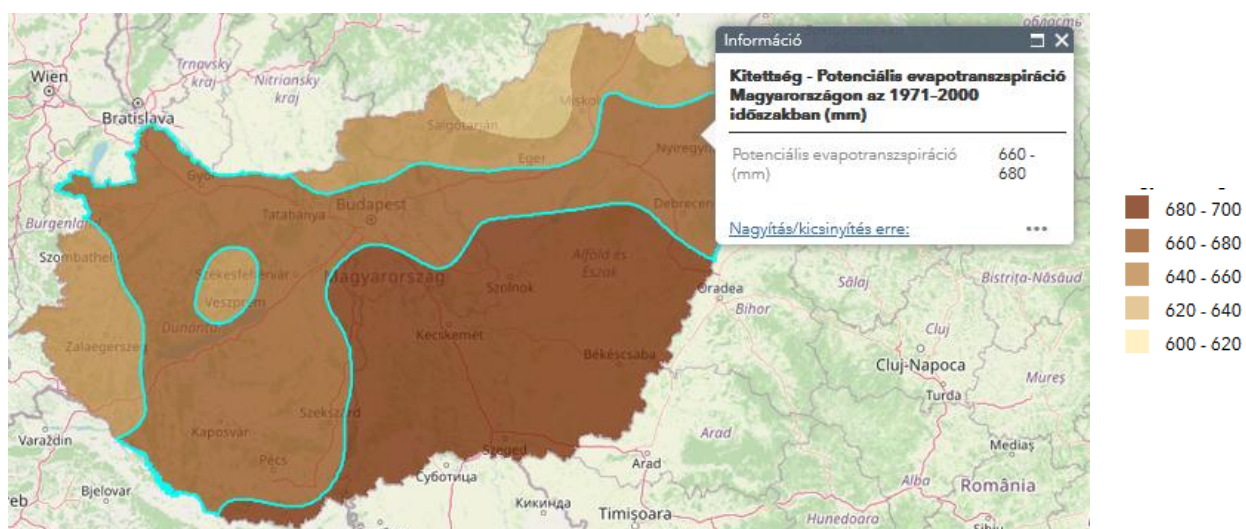 область
Információ
Kitettség - Potenciális evapotranszspiráció
Magyarországon az 1971-2000
időszakban (mm)
Potenciális evapotranszspiráció
(mm)
660 -
680
Nagyítás/kicsinyítés erre:
Wien
Trnavský
kraj
Nitriansky
kraj
Bratislava
Salgótarján
Eger
Győr
Tatabánya
Budapest
Debrecen
Burgenland
Szombathely
Székesfehérvár
Veszprém
Magyarország
Szolnok
Alföld és
Észak
Oradea
Bihor
Sălaj
Bistrița-Năsăud
Dunántúl
Zalaegerszeg
Kecskemét
Békéscsaba
Cluj
Cluj-Napoca
Mureș
Turda
Szekszárd
Kaposvár
Pécs
Szeged
Varaždin
Arad
Arad
Mediaș
Суботица
Alba
România
Bjelovar
Кикинда
Timișoara
Hunedoara
Sibiu
680 - 700
660 - 680
640 - 660
620 - 640
600 - 620